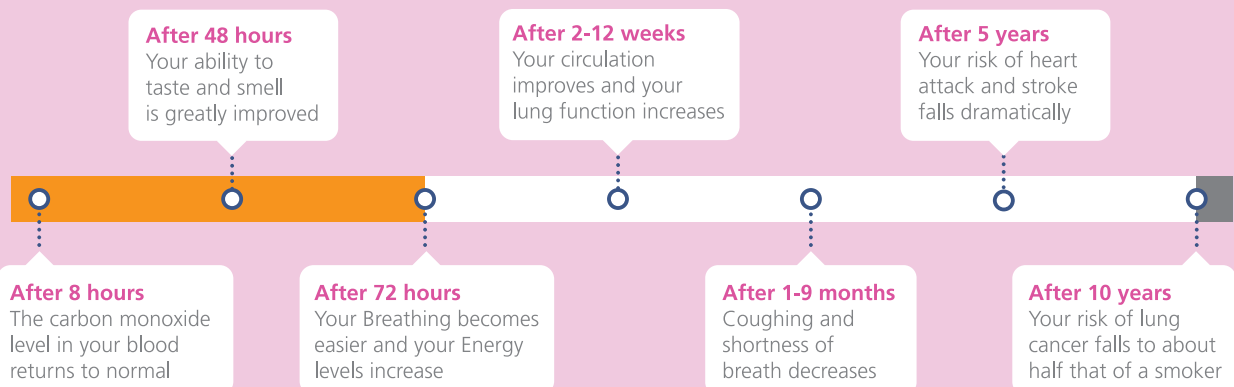 After 48 hours
Your ability to
taste and smell
is greatly improved
After 2-12 weeks
Your circulation
improves and your
lung function increases
After 5 years
Your risk of heart
attack and stroke
falls dramatically
After 8 hours
The carbon monoxide
level in your blood
returns to normal
After 72 hours
Your Breathing becomes
easier and your Energy
levels increase
After 1-9 months
Coughing and
shortness of
breath decreases
After 10 years
Your risk of lung
cancer falls to about
half that of a smoker